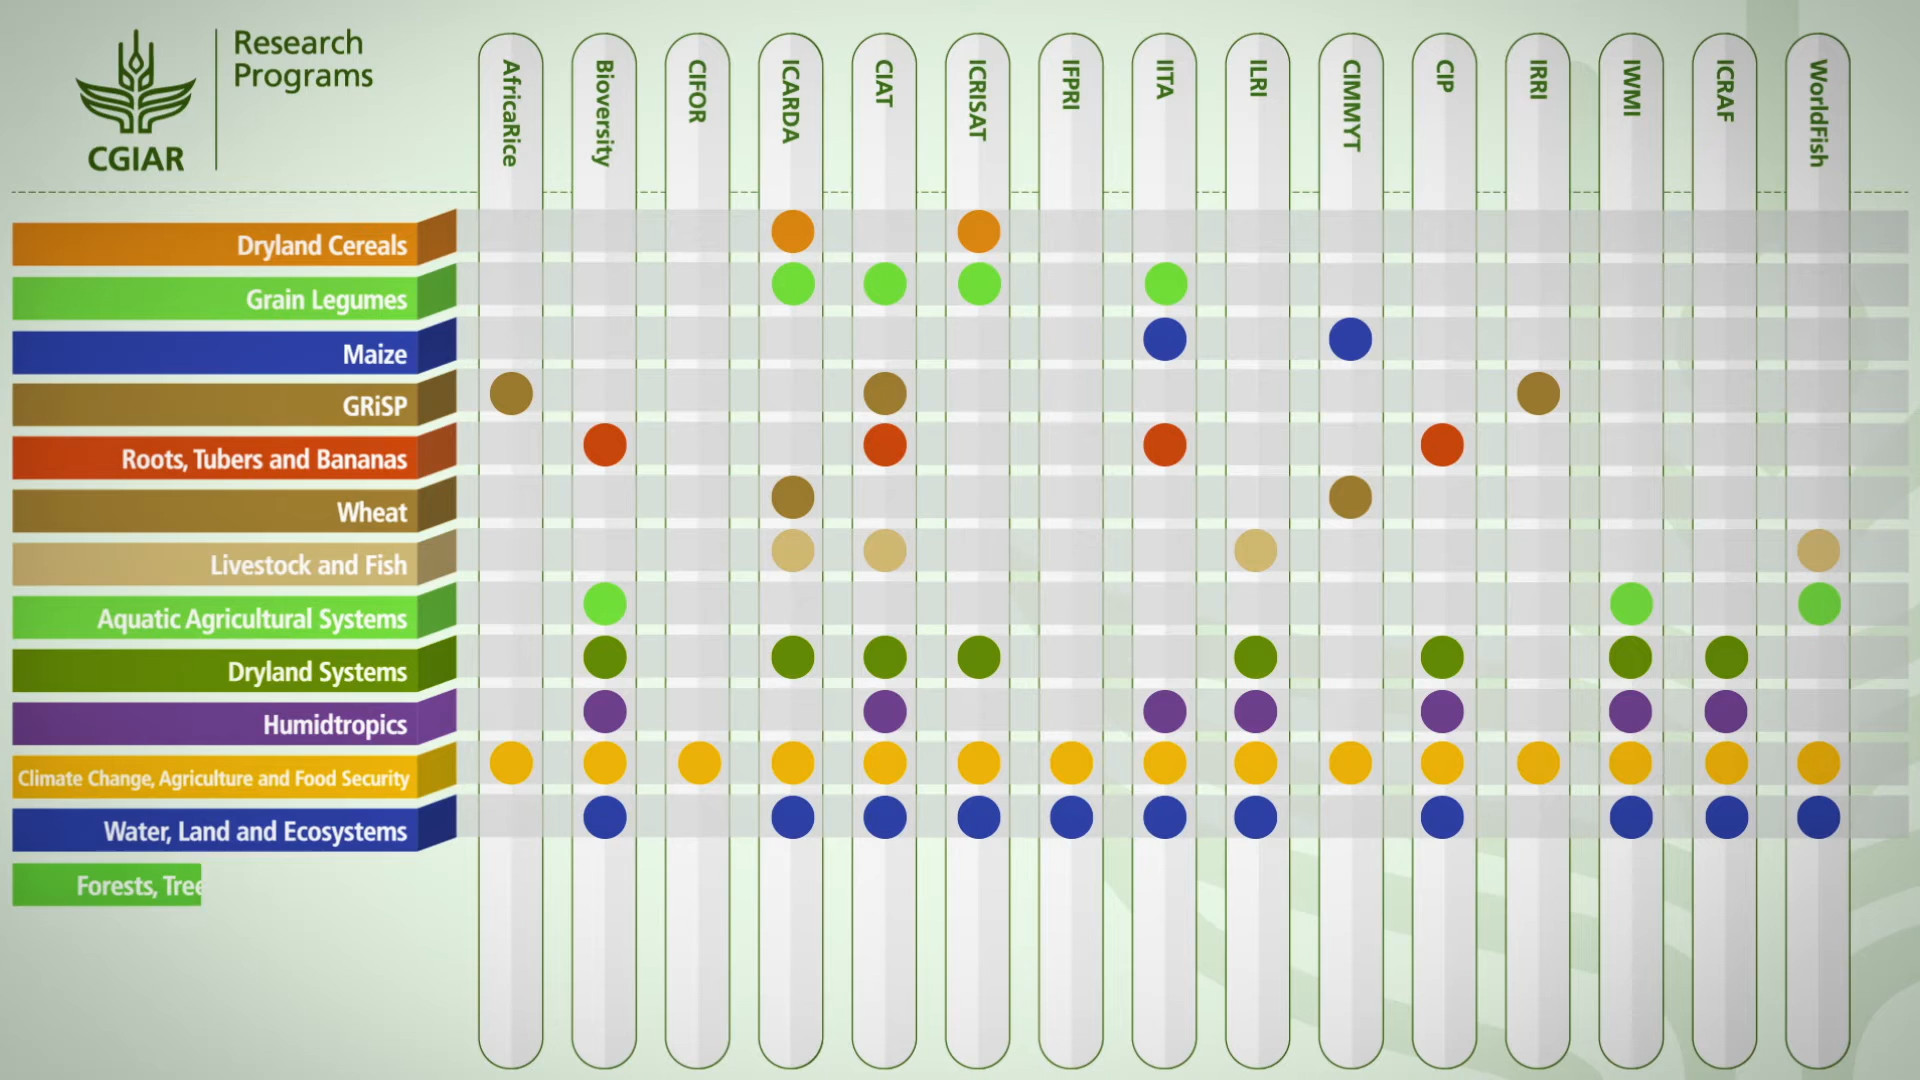 CGIAR
Research
Programs
AfricaRice
Bioversity
CIFOR
ICARDA
CIAT
ICRISAT
IFPRI
IITA
ILRI
CIMMYT
CIP
IRRI
IWMI
ICRAF
WorldFish
Dryland Cereals
Grain Legumes
Maize
GRiSP
Roots, Tubers and Bananas
Wheat
Livestock and Fish
Aquatic Agricultural Systems
Dryland Systems
Humidtropics
Climate Change, Agriculture and Food Security
Water, Land and Ecosystems
Forests, Tree